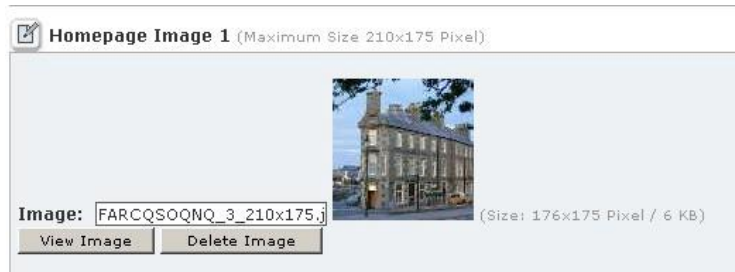 Homepage Image 1 (Maximum Size 210x175 Pixel)
Image: FARCQSOQNQ_3_210x175.j (Size: 176x175 Pixel / 6 KB)
View Image Delete Image